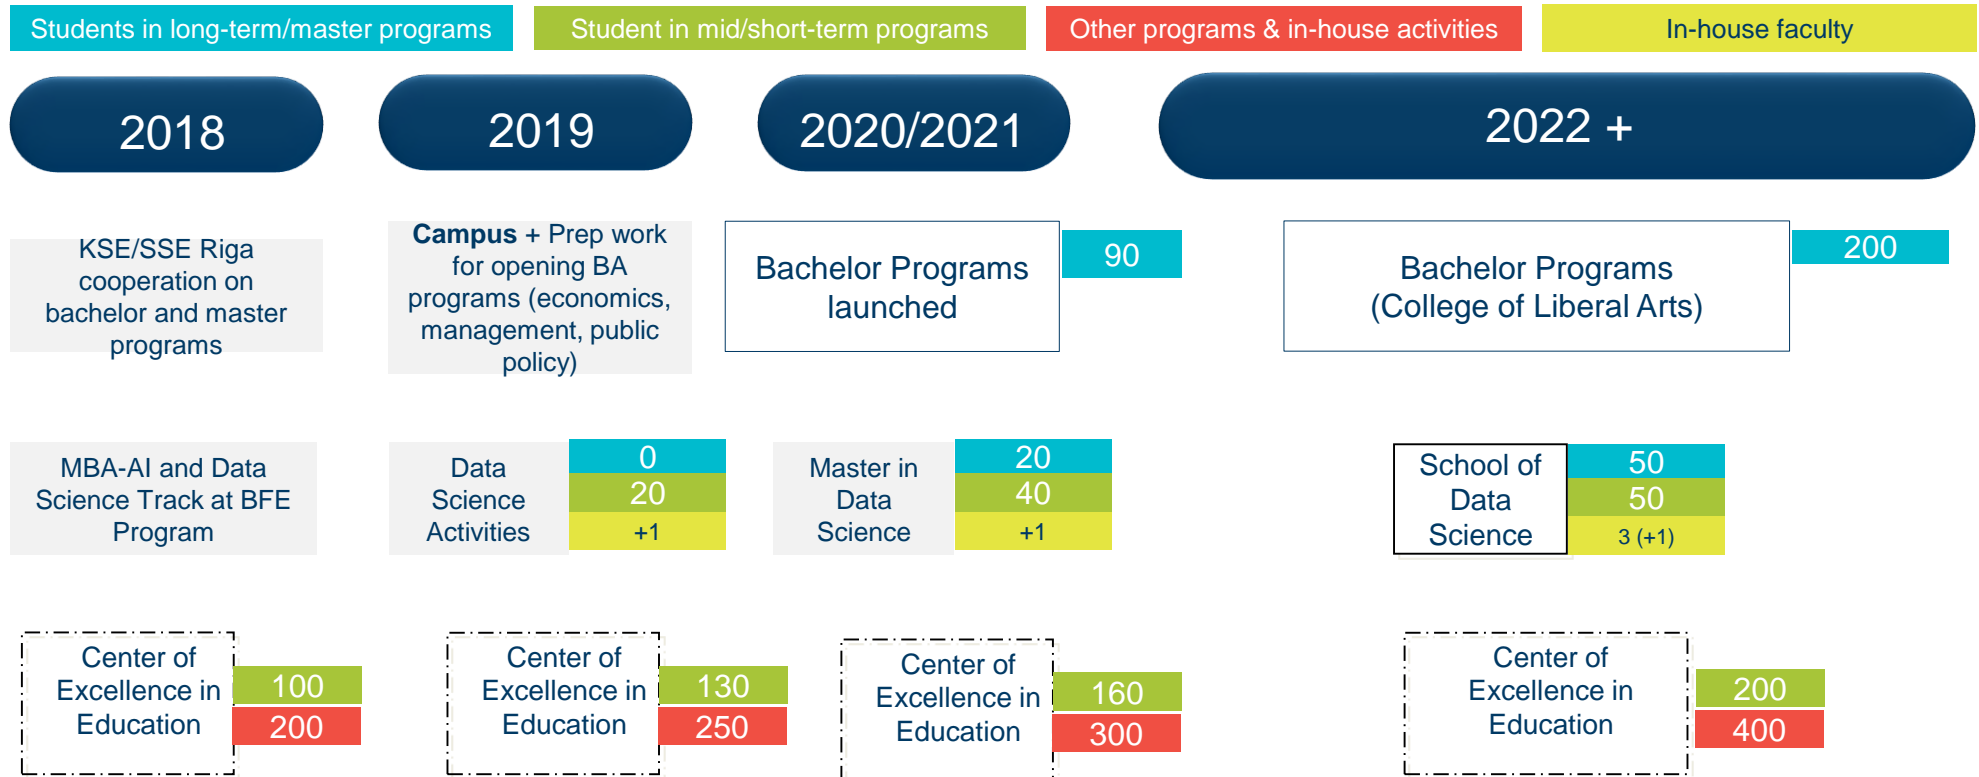 Students in long-term/master programs
Student in mid/short-term programs
Other programs & in-house activities
In-house faculty
2018
2019
2020/2021
2022 +
KSE/SSE Riga
cooperation on
bachelor and master
programs
Campus + Prep work
for opening BA
programs (economics,
management, public
policy)
Bachelor Programs
launched
90
Bachelor Programs
(College of Liberal Arts)
200
MBA-AI and Data
Science Track at BFE
Program
Data
Science
Activities
0
20
+1
Master in
Data
Science
20
40
+1
School of
Data
Science
50
50
3 (+1)
Center of
Excellence in
Education
100
200
Center of
Excellence in
Education
130
250
Center of
Excellence in
Education
160
300
Center of
Excellence in
Education
200
400